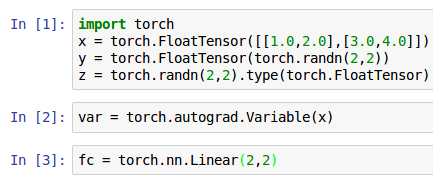 In [1]: import torch
x = torch.FloatTensor([[1.0,2.0],[3.0,4.0]])
y = torch.FloatTensor(torch.randn(2,2))
z = torch.randn(2,2).type(torch.FloatTensor)
In [2]: var = torch.autograd.Variable(x)
In [3]: fc = torch.nn.Linear(2,2)